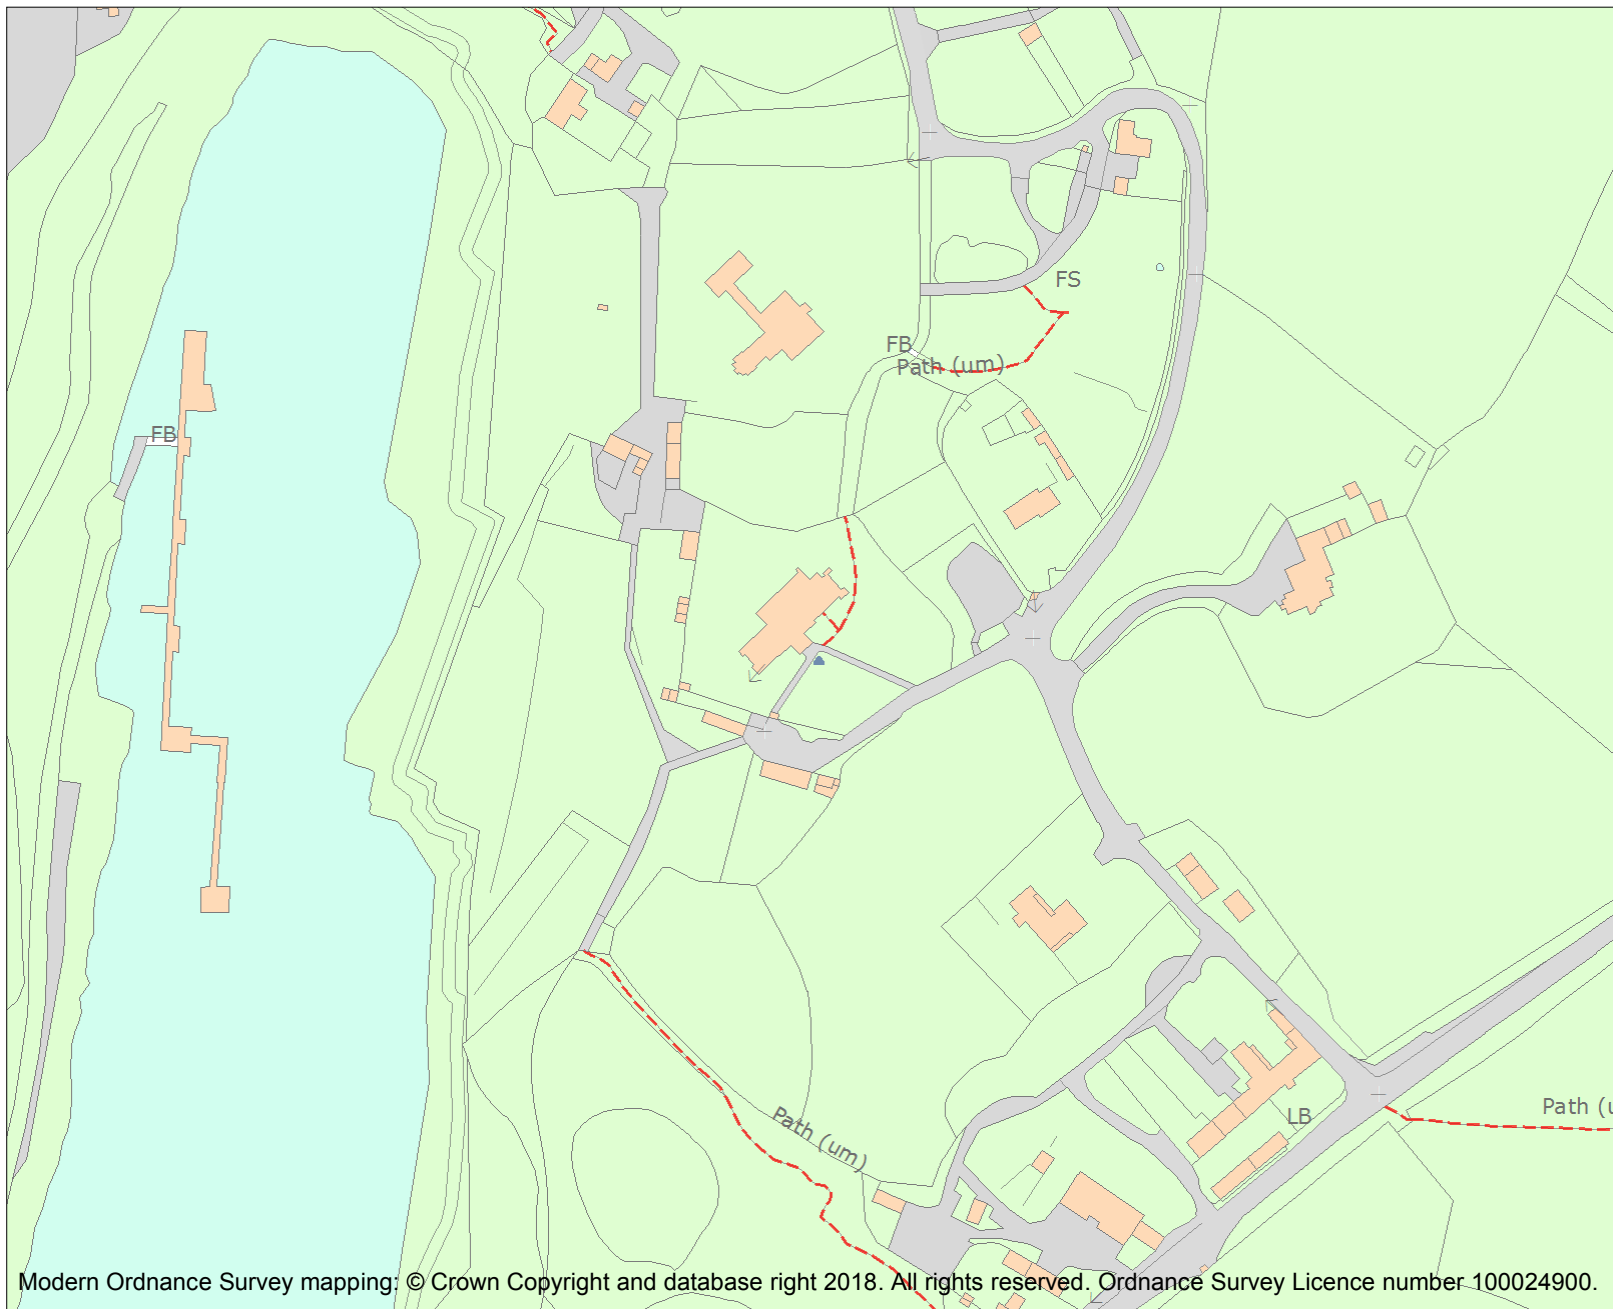 FS
FB
Path (um)
FB
Path (u
LB
Path (um)
Modern Ordnance Survey mapping: © Crown Copyright and database right 2018. All rights reserved. Ordnance Survey Licence number 100024900.